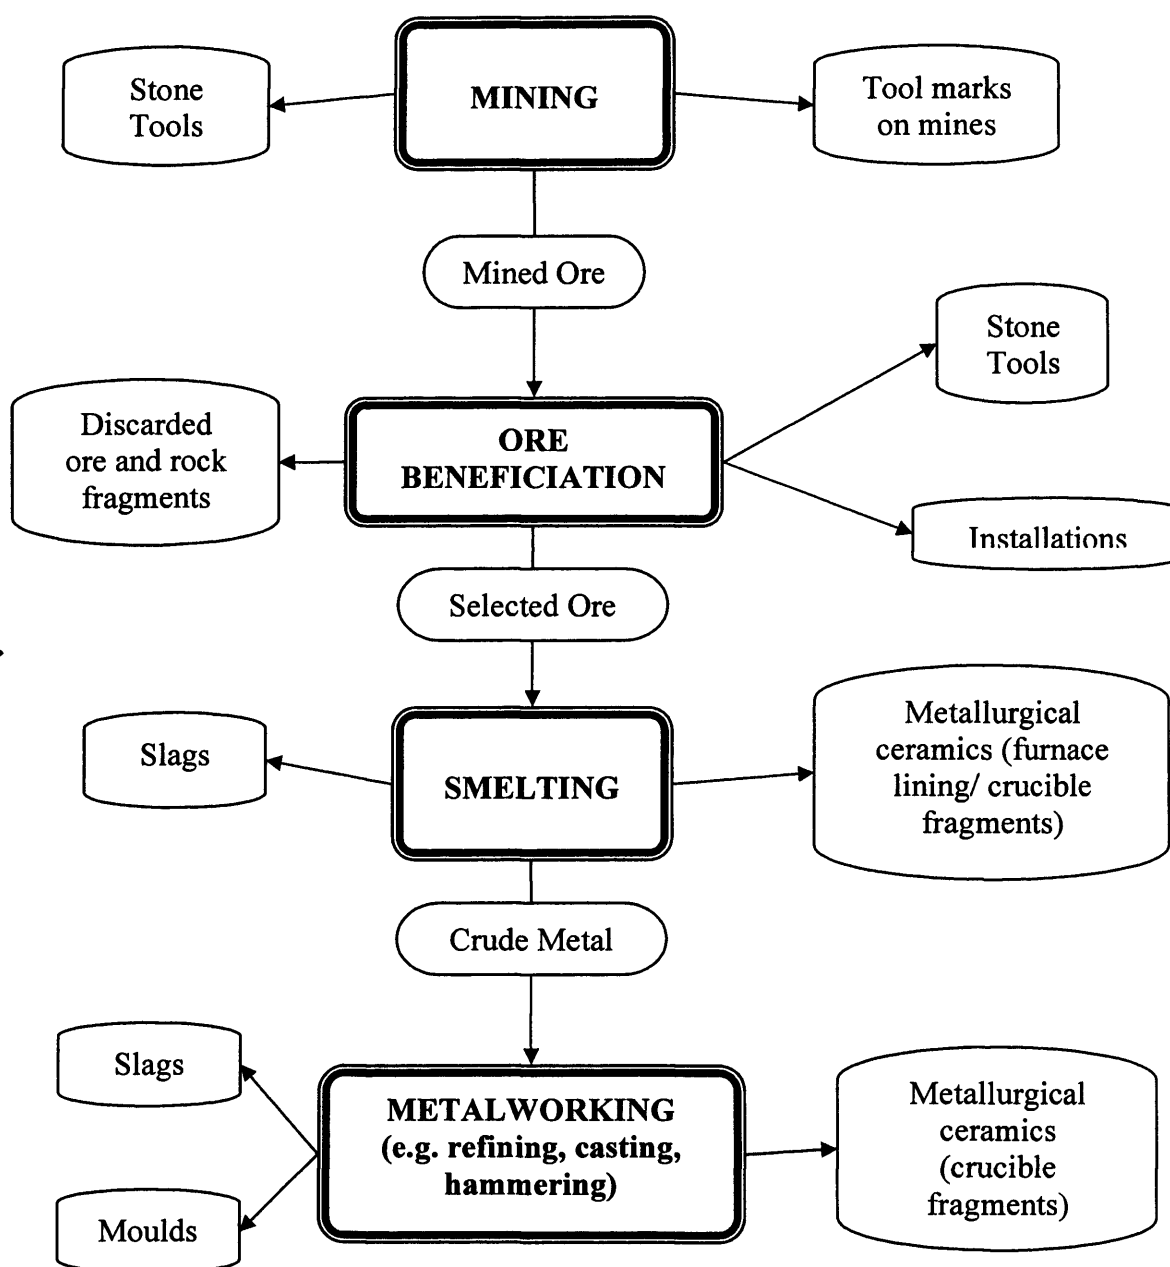 Stone
Tools
MINING
Tool marks
on mines
Mined Ore
Stone
Tools
Discarded
ore and rock
fragments
ORE
BENEFICIATION
Installations
Selected Ore
Slags
SMELTING
Metallurgical
ceramics (furnace
lining/ crucible
fragments)
Crude Metal
Slags
METALWORKING
(e.g. refining, casting,
hammering)
Moulds
Metallurgical
ceramics
(crucible
fragments)